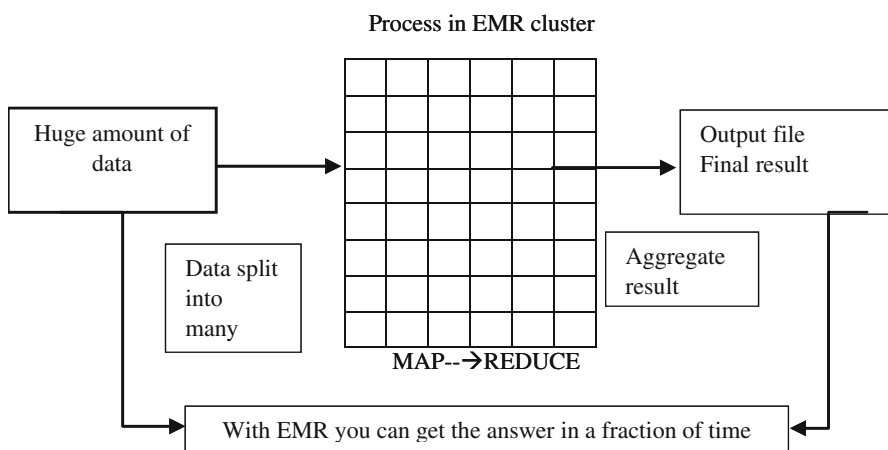 Process in EMR cluster
Huge amount of
data
Output file
Final result
Data split
into
many
Aggregate
result
MAP--→REDUCE
With EMR you can get the answer in a fraction of time